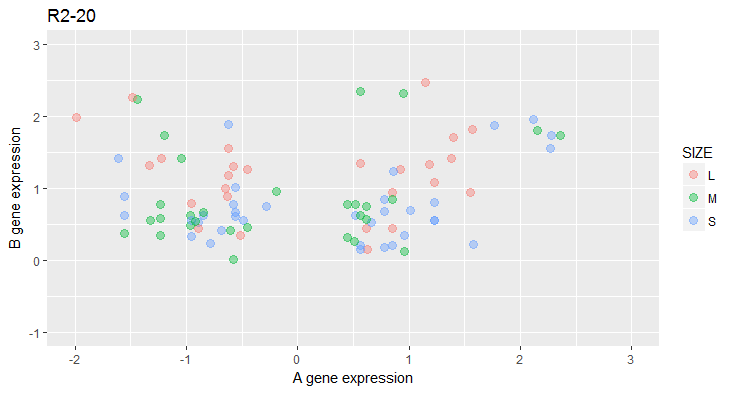 R2-20
3
2
1
0
-1
B gene expression
-2 -1 0 1 2 3
A gene expression
SIZE
L
M
S